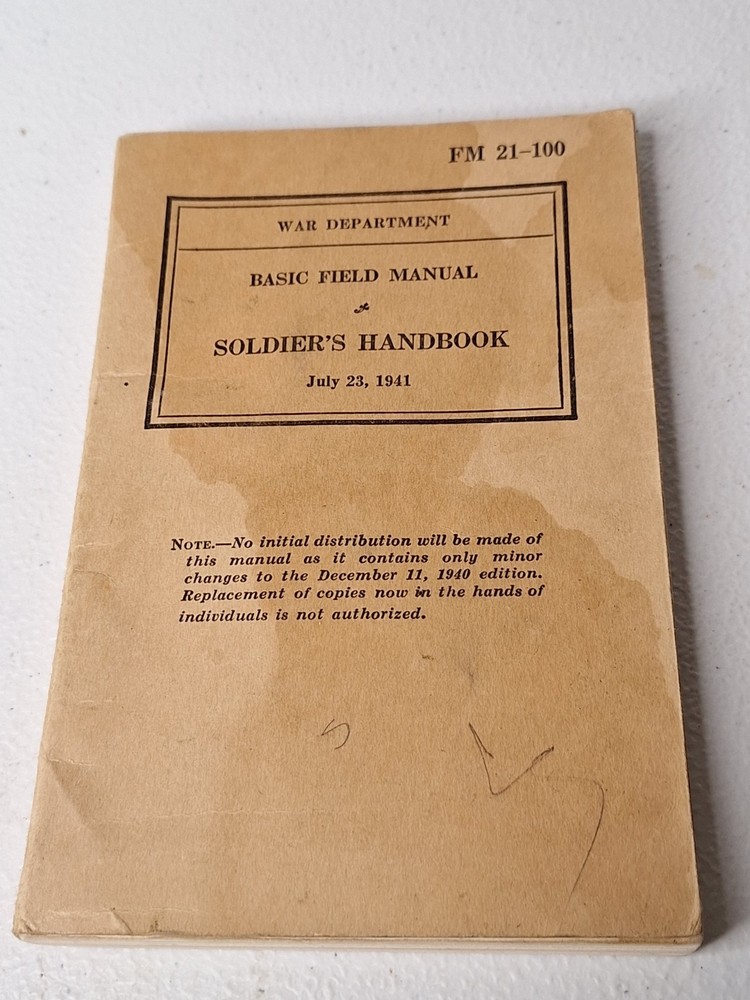 FM 21–100
WAR DEPARTMENT
BASIC FIELD MANUAL
SOLDIER'S HANDBOOK
July 23, 1941
NOTE.—No initial distribution will be made of
this manual as it contains only minor
changes to the December 11, 1940 edition.
Replacement of copies now in the hands of
individuals is not authorized.